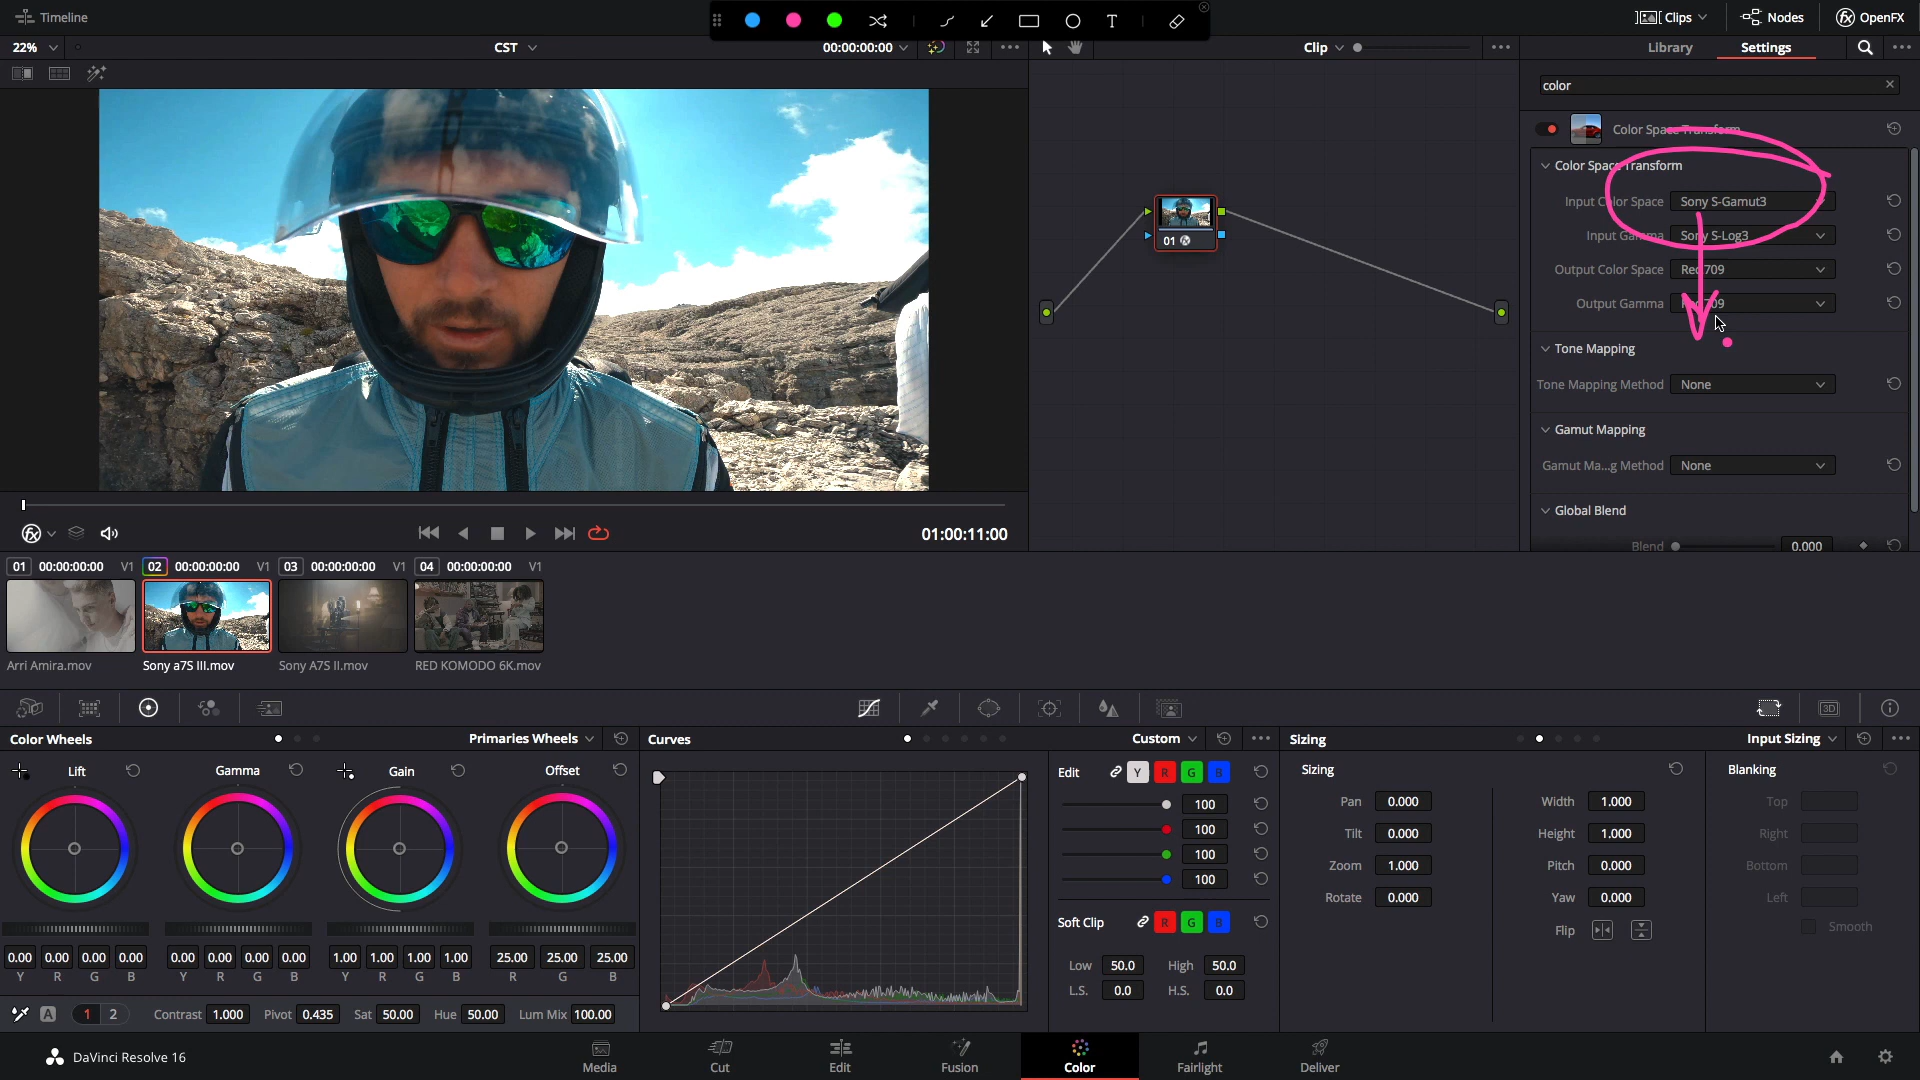 Timeline
Clips
Nodes
OpenFX
22%
CST
00:00:00:00
Clip
Library
Settings
T
color
Color Space Transform
Color Space Transform
Input Color Space
Sony S-Gamut3
Input Gamma
Sony S-Log3
Output Color Space
Rec.709
Output Gamma
Tone Mapping
Tone Mapping Method
None
Gamut Mapping
Gamut Ma...g Method
None
Global Blend
Blend
0.000
01
01:00:11:00
01 00:00:00:00 V1
02 00:00:00:00 V1
03 00:00:00:00 V1
04 00:00:00:00 V1
Arri Amira.mov
Sony a7S III.mov
Sony A7S II.mov
RED KOMODO 6K.mov
3D
Color Wheels
Primaries Wheels
Lift
Gamma
Gain
Offset
0.00 0.00 0.00 0.00
0.00 0.00 0.00 0.00
1.00 1.00 1.00 1.00
25.00 25.00 25.00
Y R G B
Y R G B
Y R G B
R G B
A
1 2
Contrast 1.000
Pivot 0.435
Sat 50.00
Hue 50.00
Lum Mix 100.00
Curves
Custom
Edit
Y R G B
100
100
100
100
Soft Clip
R G B
Low 50.0 High 50.0
L.S. 0.0 H.S. 0.0
Sizing
Input Sizing
Sizing
Pan 0.000
Tilt 0.000
Zoom 1.000
Rotate 0.000
Width 1.000
Height 1.000
Pitch 0.000
Yaw 0.000
Flip
Blanking
Top
Right
Bottom
Left
Smooth
DaVinci Resolve 16
Media
Cut
Edit
Fusion
Color
Fairlight
Deliver